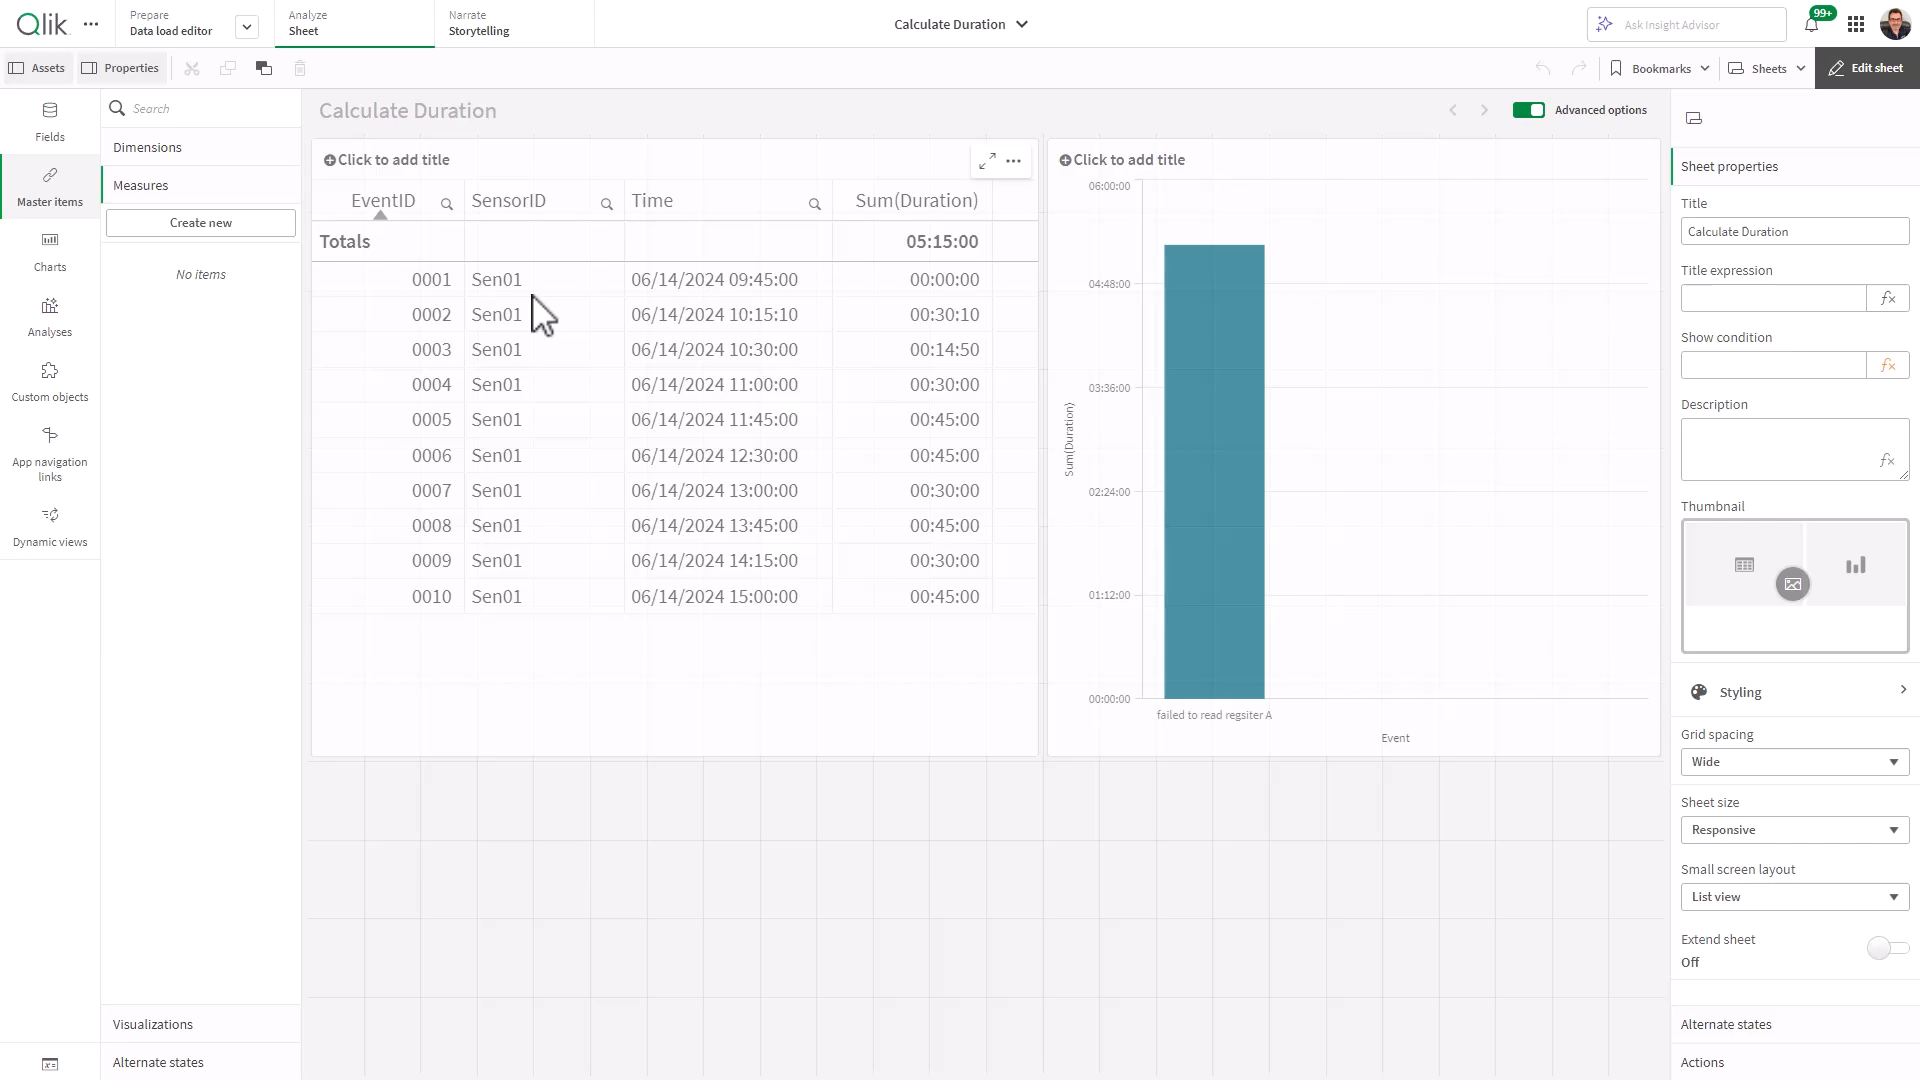 Qlik
Prepare
Data load editor
Analyze
Sheet
Narrate
Storytelling
Calculate Duration
Ask Insight Advisor
99+
Assets
Properties
Bookmarks
Sheets
Edit sheet
Fields
Master items
Charts
Analyses
Custom objects
App navigation
links
Dynamic views
Search
Dimensions
Measures
Create new
No items
Visualizations
Alternate states
Calculate Duration
Advanced options
Click to add title
EventID SensorID Time Sum(Duration)
Totals 05:15:00
0001 Sen01 06/14/2024 09:45:00 00:00:00
0002 Sen01 06/14/2024 10:15:10 00:30:10
0003 Sen01 06/14/2024 10:30:00 00:14:50
0004 Sen01 06/14/2024 11:00:00 00:30:00
0005 Sen01 06/14/2024 11:45:00 00:45:00
0006 Sen01 06/14/2024 12:30:00 00:45:00
0007 Sen01 06/14/2024 13:00:00 00:30:00
0008 Sen01 06/14/2024 13:45:00 00:45:00
0009 Sen01 06/14/2024 14:15:00 00:30:00
0010 Sen01 06/14/2024 15:00:00 00:45:00
Click to add title
06:00:00
04:48:00
03:36:00
02:24:00
01:12:00
00:00:00
Sum(Duration)
failed to read regsiter A
Event
Sheet properties
Title
Calculate Duration
Title expression
fx
Show condition
fx
Description
fx
Thumbnail
Styling
Grid spacing
Wide
Sheet size
Responsive
Small screen layout
List view
Extend sheet
Off
Alternate states
Actions